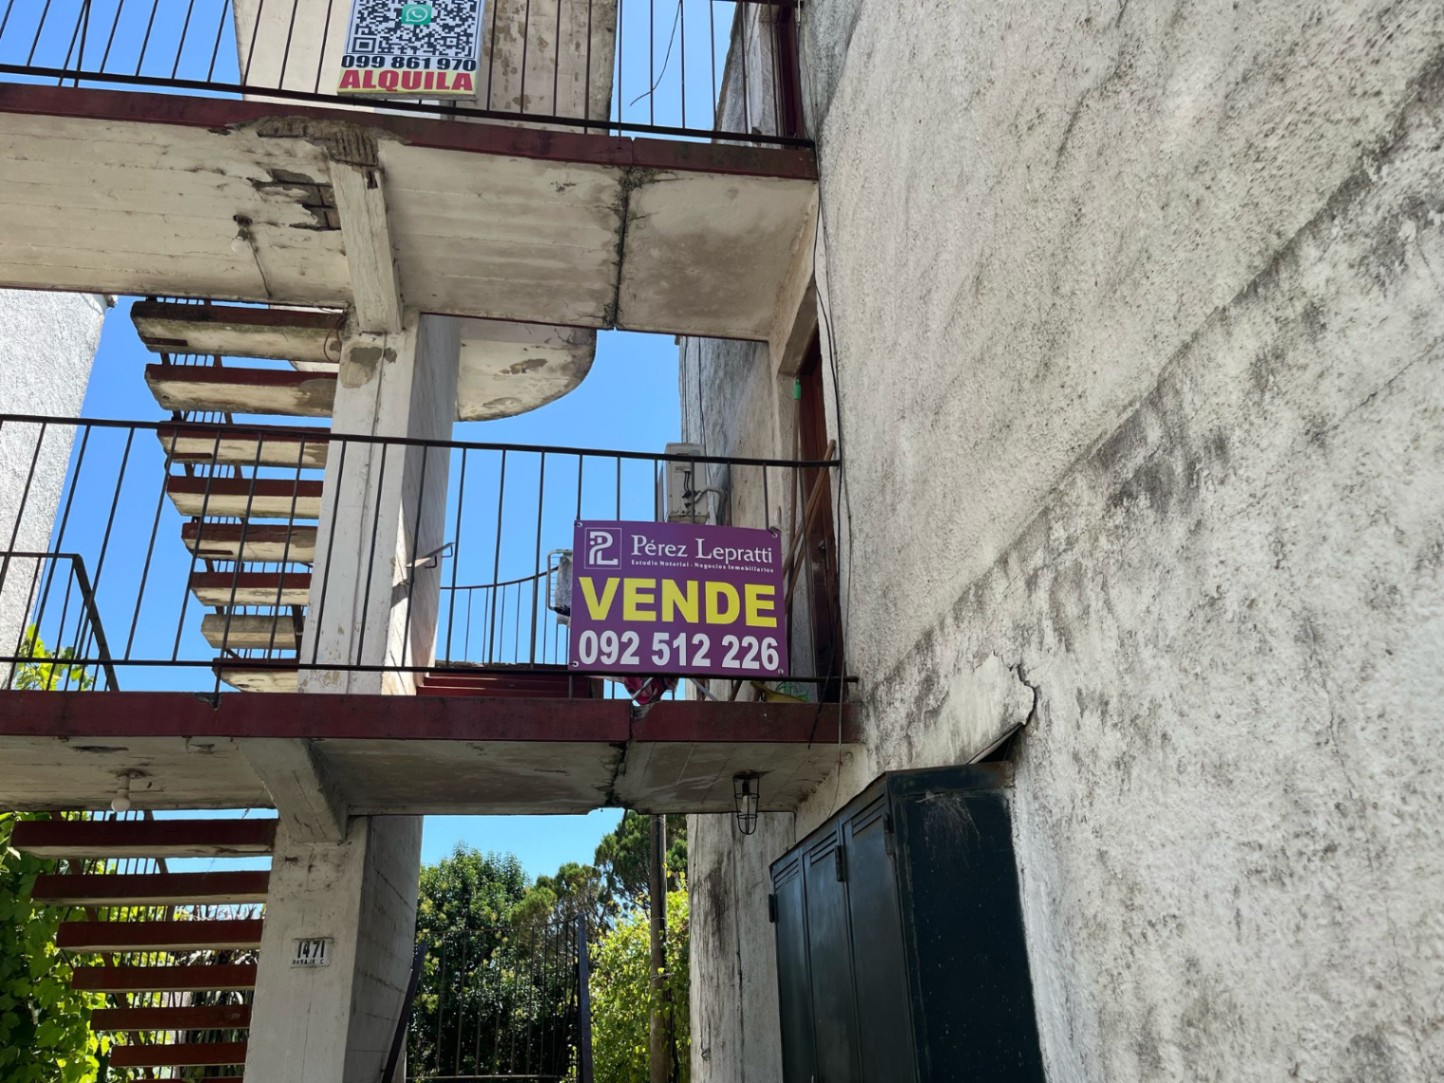 099 861 970
ALQUILA
PL
Pérez Lepratti
Estudio Notarial - Negocios Inmobiliarios
VENDE
092 512 226
1471